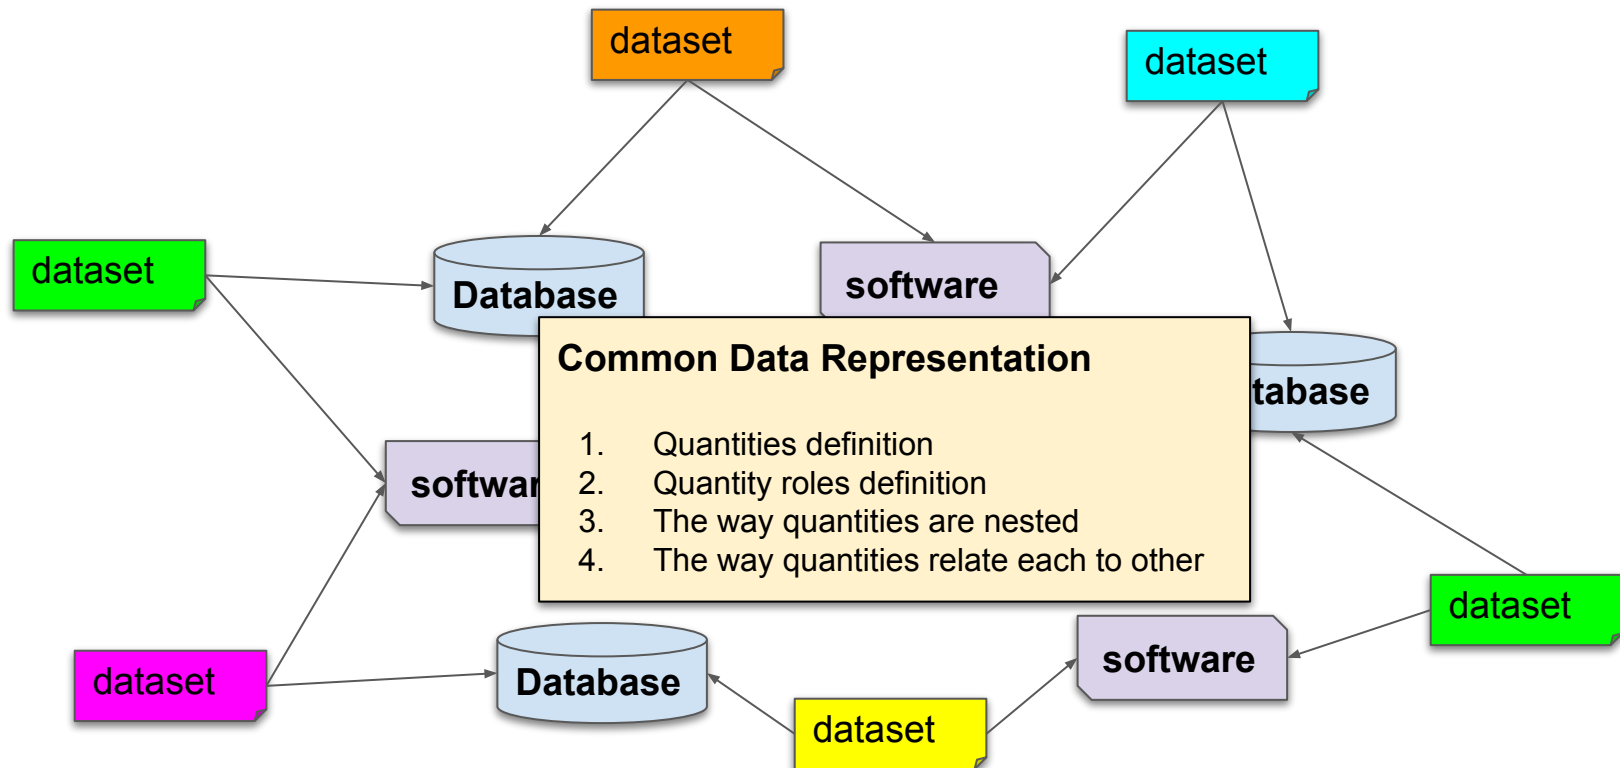 dataset
dataset
dataset
Database
software
Common Data Representation
tabase
1. Quantities definition
2. Quantity roles definition
softwar
3. The way quantities are nested
4. The way quantities relate each to other
dataset
software
dataset
Database
dataset